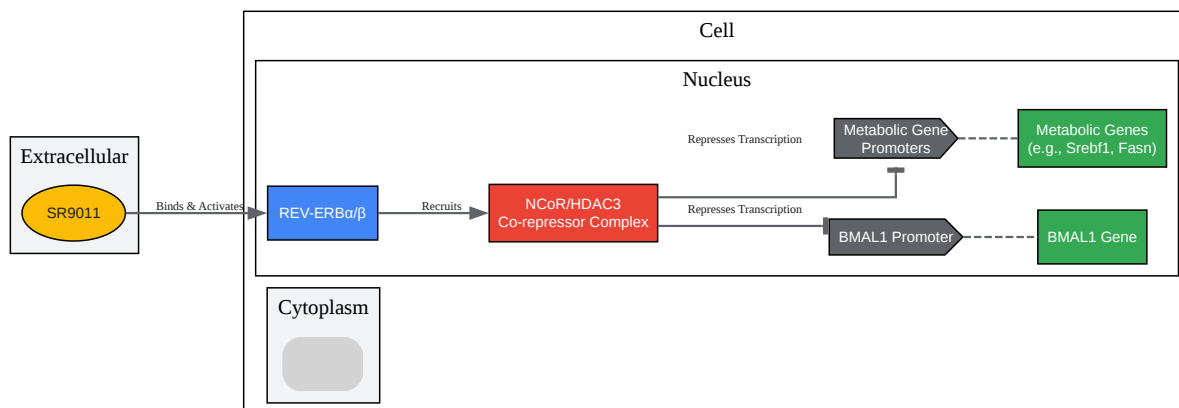 Cell
Nucleus
Extracellular
SR9011
Binds & Activates
REV-ERBα/β
Recruits
NCoR/HDAC3
Co-repressor Complex
Represses Transcription
Metabolic Gene
Promoters
Metabolic Genes
(e.g., Srebf1, Fasn)
Represses Transcription
BMAL1 Promoter
BMAL1 Gene
Cytoplasm